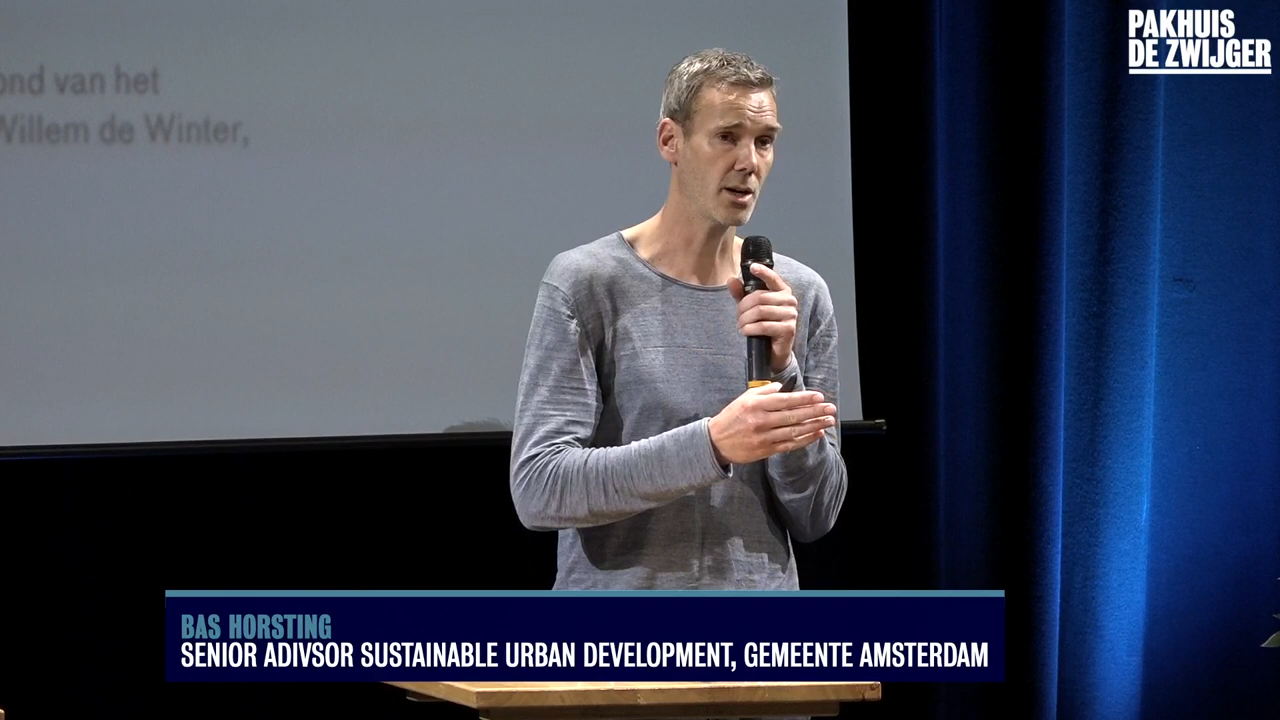 ond van het
Willem de Winter,
PAKHUIS
DE ZWIJGER
BAS HORSTING
SENIOR ADIVSOR SUSTAINABLE URBAN DEVELOPMENT, GEMEENTE AMSTERDAM